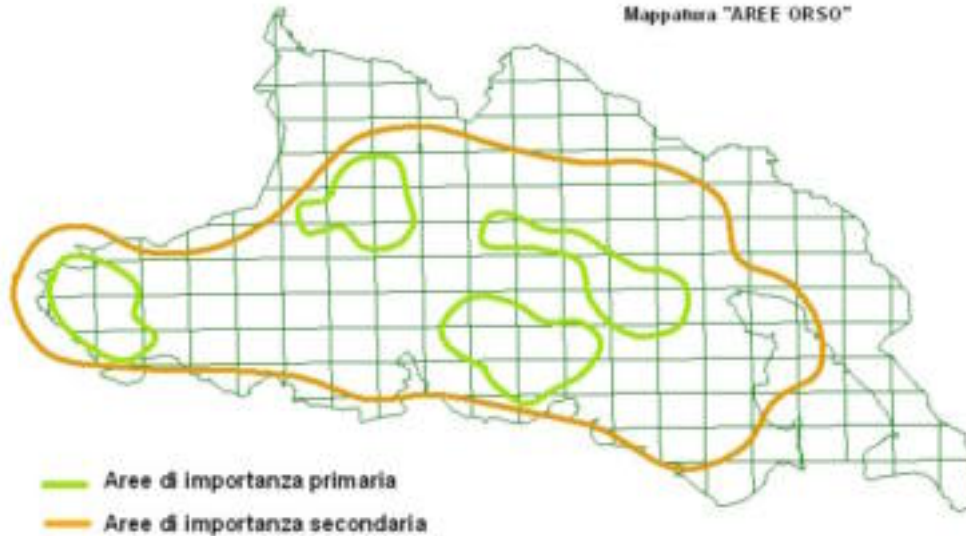 Mappatura "AREE ORSO"
Aree di importanza primaria
Aree di importanza secondaria